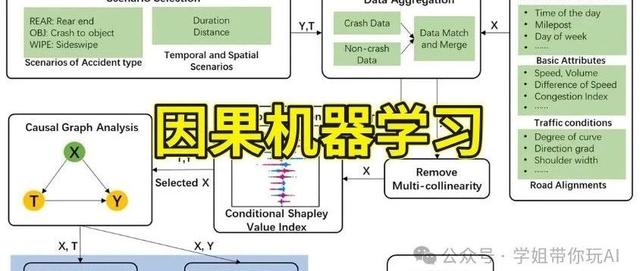 Scenario Selection
REAR: Rear end
OBJ: Crash to object
WIPE: Sideswipe
Scenarios of Accident type
Duration
Distance
Temporal and Spatial
Scenarios
Y,T
Data Aggregation
Crash Data
Non-crash
Data
Data Match
and Merge
X
Time of the day
Milepost
Day of week
......
Basic Attributes
Speed, Volume
Difference of Speed
Congestion Index
......
Traffic conditions
Degree of curve
Direction grad
Shoulder width
......
Road Alignments
因果机器学习
Causal Graph Analysis
X
T
Y
Selected X
Conditional Shapley
Value Index
X
Remove
Multi-collinearity
X, T
X, Y
公众号 · 学姐带你玩AI